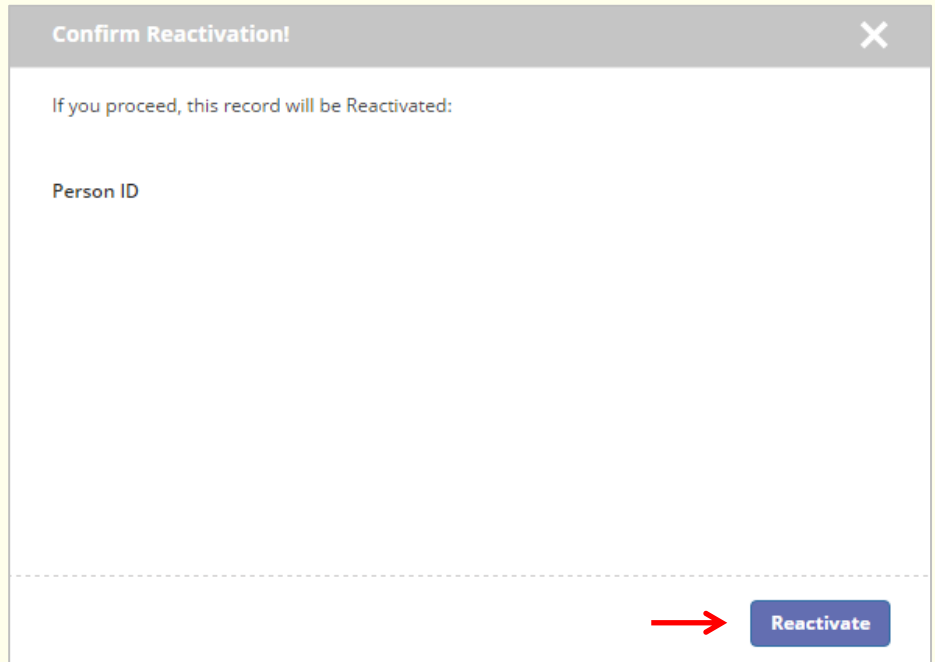 Confirm Reactivation!
If you proceed, this record will be Reactivated:
Person ID
Reactivate